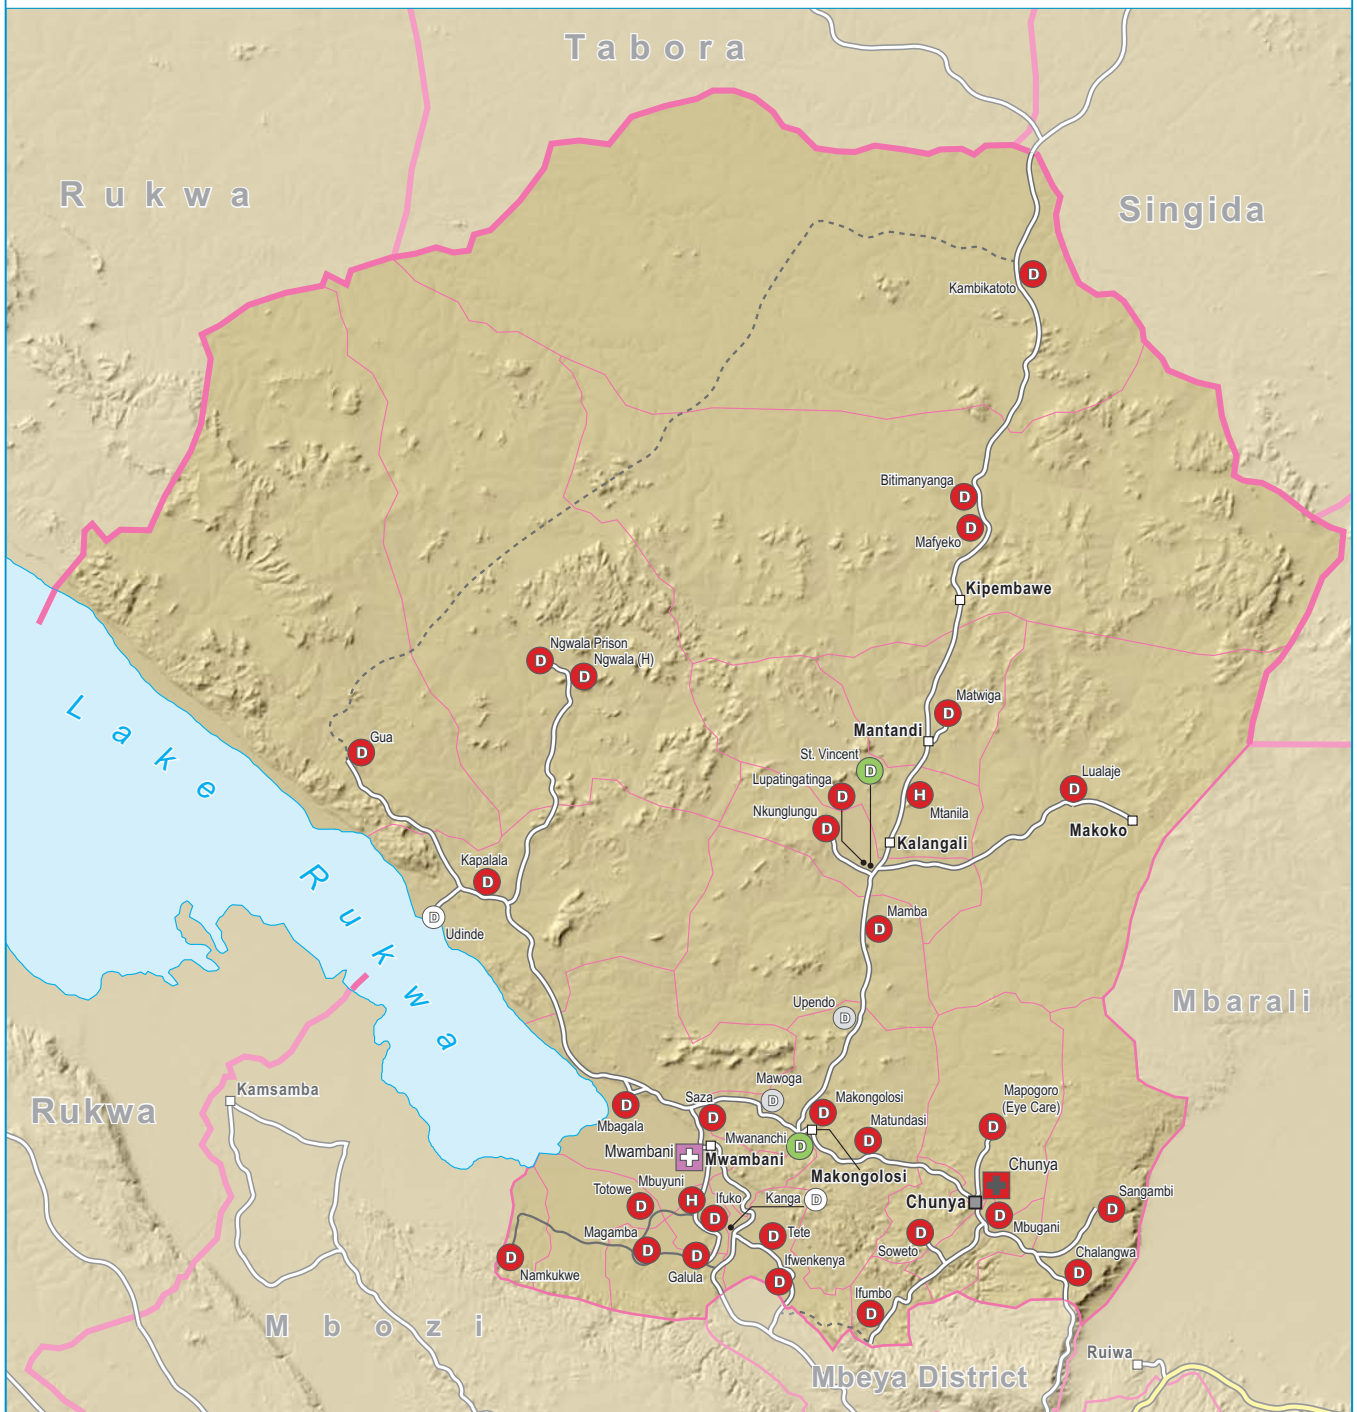 Tabora
Rukwa
Singida
D
Kambikatoto
Bitimanyanga
D
D
Mafyeko
Kipembawe
Ngwala Prison
D
Ngwala (H)
D
Matwiga
D
Mantandi
Gua
D
St. Vincent
D
Lupatingatinga
D
H
Mtanila
Lualaje
D
Makoko
Nkunglungu
D
Kalangali
Lake Rukwa
Kapalala
D
D
Udinde
Mamba
D
Upendo
D
Mbarali
Kamsamba
Rukwa
Mawoga
D
Saza
D
Mbagala
D
Makongolosi
D
Mapogoro
(Eye Care)
D
Matundasi
D
Mwananchi
D
Mwambani
Mwambani
Makongolosi
Chunya
Chunya
Totowe
D
Mbuyuni
H
Ifuko
D
Kanga
D
Mbugani
D
Sangambi
D
Magamba
D
Galula
D
Tete
D
Soweto
D
Namkukwe
D
Ifwenkenya
D
Chalangwa
D
Ifumbo
D
Mbozi
Mbeya District
Ruiwa